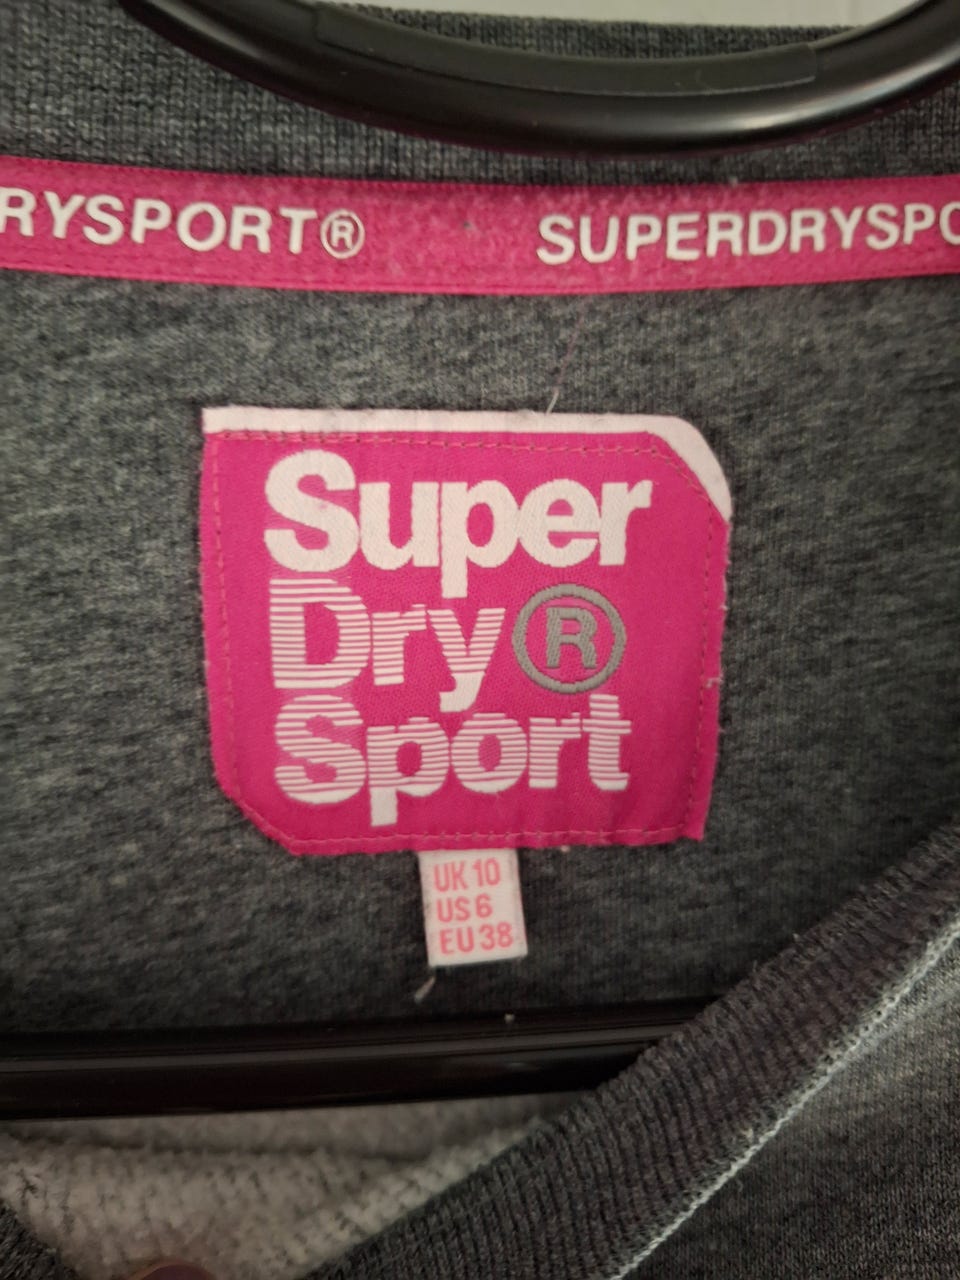 RYSPORT® SUPERDRYSPO
Super
Dry®
Sport
UK 10
US 6
EU 38